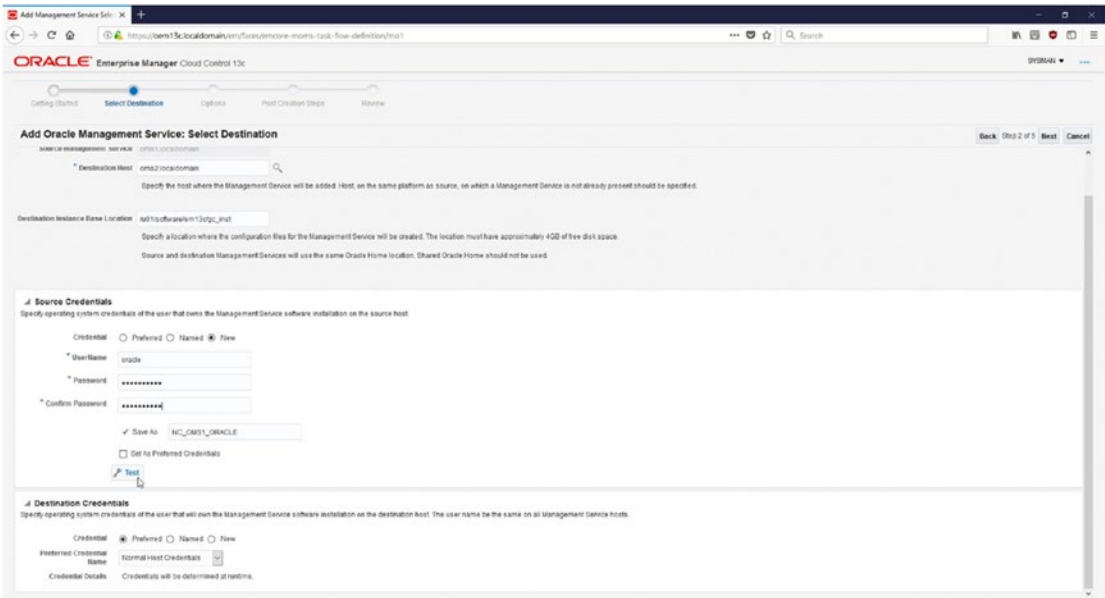 Add Management Service: Sele
https://oem13c.localdomain/em/faces/emcore-moms-task-flow-definition/mo1
Search
ORACLE Enterprise Manager Cloud Control 13c
SYSMAN
Getting Started
Select Destination
Options
Post Creation Steps
Review
Add Oracle Management Service: Select Destination
Back Step 2 of 5 Next Cancel
Source Management Service oms1.localdomain
* Destination Host oms2.localdomain
Specify the host where the Management Service will be added. Host, on the same platform as source, on which a Management Service is not already present should be specified.
Destination Instance Base Location /u01/software/em13c/gc_inst
Specify a location where the configuration files for the Management Service will be created. The location must have approximately 4GB of free disk space.
Source and destination Management Services will use the same Oracle Home location. Shared Oracle Home should not be used.
Source Credentials
Specify operating system credentials of the user that owns the Management Service software installation on the source host.
Credential Preferred Named New
* UserName oracle
* Password ••••••••••
* Confirm Password ••••••••••
Save As NC_OMS1_ORACLE
Set As Preferred Credentials
Test
Destination Credentials
Specify operating system credentials of the user that will own the Management Service software installation on the destination host. The user name be the same on all Management Service hosts.
Credential Preferred Named New
Preferred Credential Name Normal Host Credentials
Credential Details Credentials will be determined at runtime.